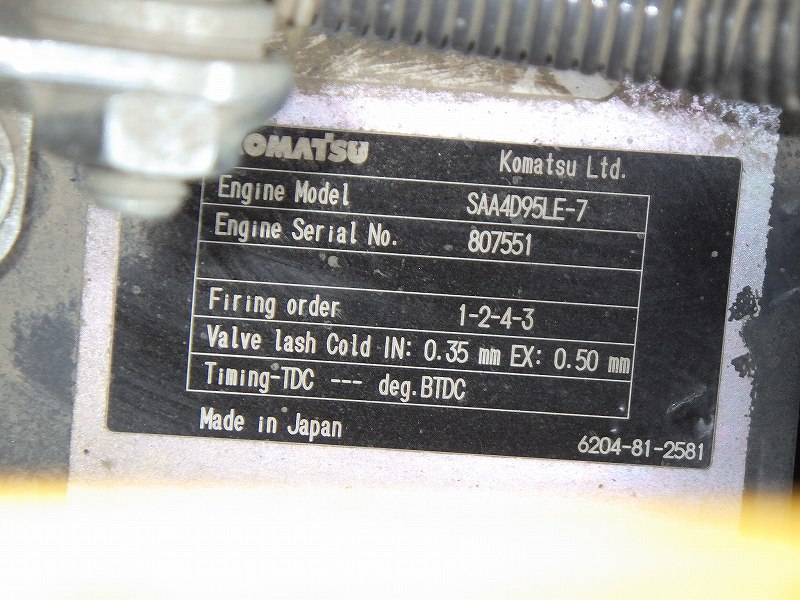 KOMATSU Komatsu Ltd.
Engine Model SAA4D95LE-7
Engine Serial No. 807551
Firing order 1-2-4-3
Valve lash Cold IN: 0.35 mm EX: 0.50 mm
Timing-TDC --- deg.BTDC
Made in Japan 6204-81-2581